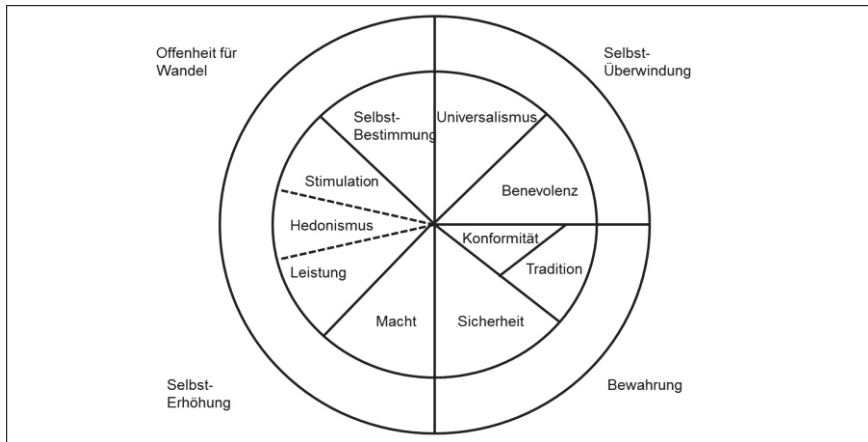 Offenheit für
Wandel
Selbst-
Überwindung
Selbst-
Bestimmung
Universalismus
Stimulation
Benevolenz
Hedonismus
Konformität
Tradition
Leistung
Macht
Sicherheit
Selbst-
Erhöhung
Bewahrung